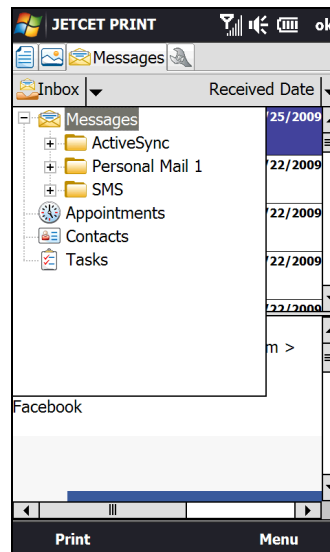 JETCET PRINT ok
Messages
Inbox Received Date
Messages /25/2009
ActiveSync
Personal Mail 1 /22/2009
SMS
Appointments /22/2009
Contacts
Tasks /22/2009
/22/2009
m >
Facebook
Print Menu